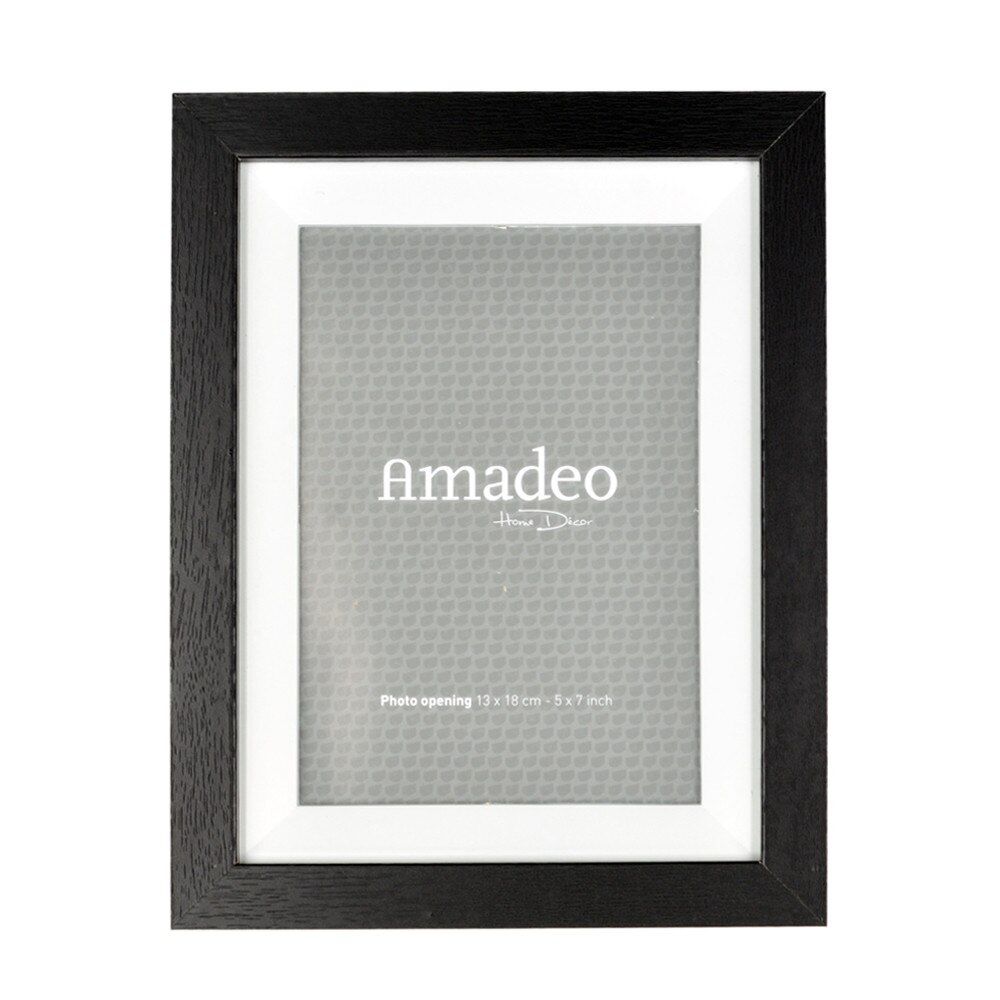 Amadeo
Home Décor
Photo opening 13 x 18 cm - 5 x 7 inch